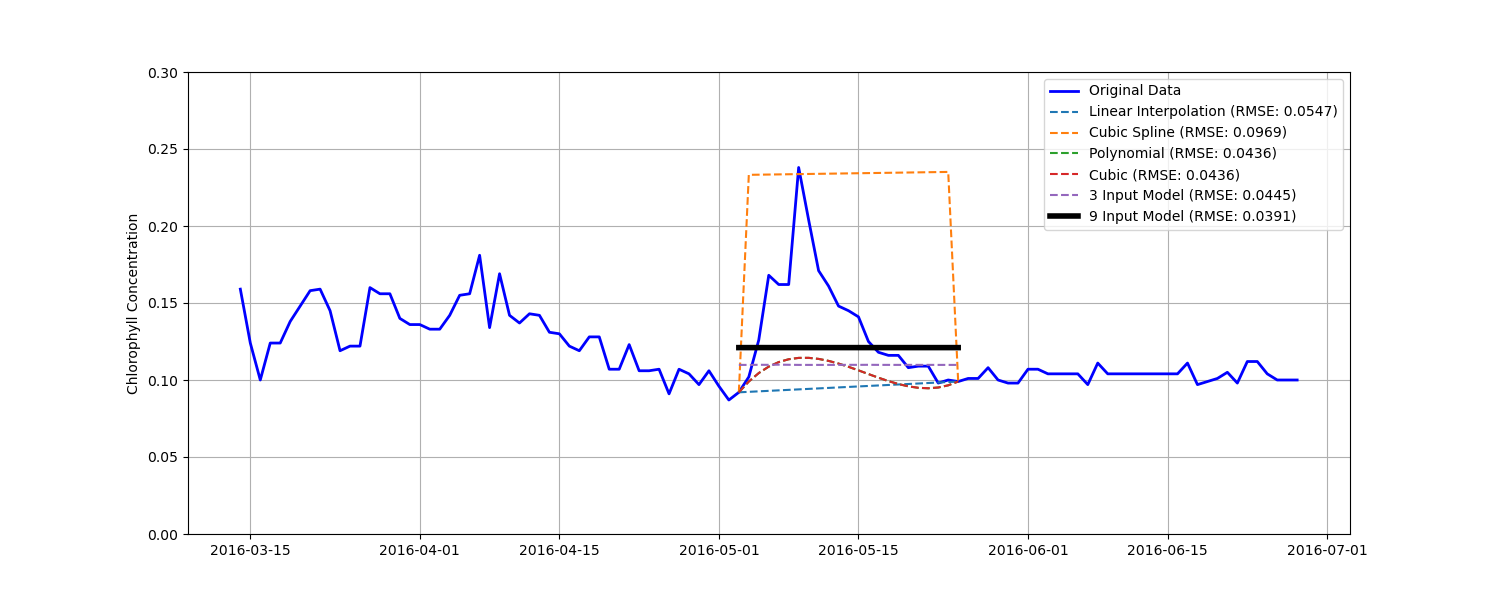 0.30
0.25
0.20
0.15
0.10
0.05
0.00
Chlorophyll Concentration
Original Data
Linear Interpolation (RMSE: 0.0547)
Cubic Spline (RMSE: 0.0969)
Polynomial (RMSE: 0.0436)
Cubic (RMSE: 0.0436)
3 Input Model (RMSE: 0.0445)
9 Input Model (RMSE: 0.0391)
2016-03-15 2016-04-01 2016-04-15 2016-05-01 2016-05-15 2016-06-01 2016-06-15 2016-07-01